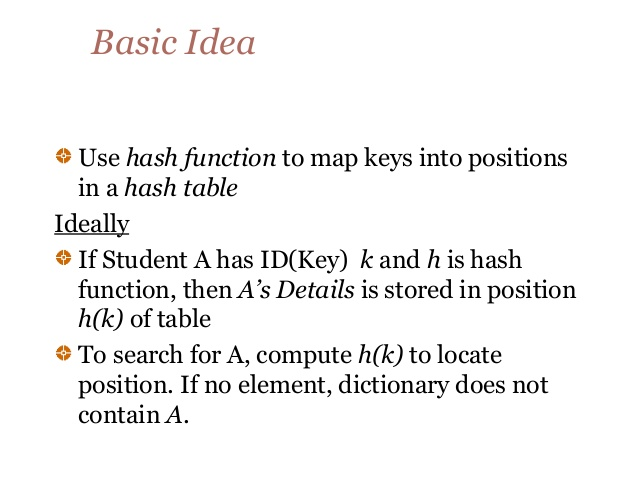 Basic Idea
Use hash function to map keys into positions
in a hash table
Ideally
If Student A has ID(Key) k and h is hash
function, then A’s Details is stored in position
h(k) of table
To search for A, compute h(k) to locate
position. If no element, dictionary does not
contain A.